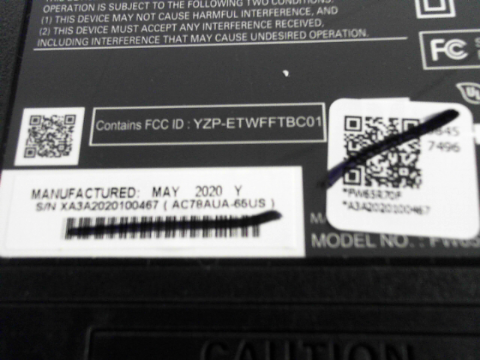 OPERATION IS SUBJECT TO THE FOLLOWING TWO CONDITIONS:
(1) THIS DEVICE MAY NOT CAUSE HARMFUL INTERFERENCE, AND
(2) THIS DEVICE MUST ACCEPT ANY INTERFERENCE RECEIVED,
INCLUDING INTERFERENCE THAT MAY CAUSE UNDESIRED OPERATION.
FC
Contains FCC ID : YZP-ETWFFTBC01
845
7496
*A3A2020100467
MANUFACTURED: MAY 2020 Y
S/N XA3A2020100467 ( AC78AUA-65US )
MODEL NO. : FW65
CAUTION